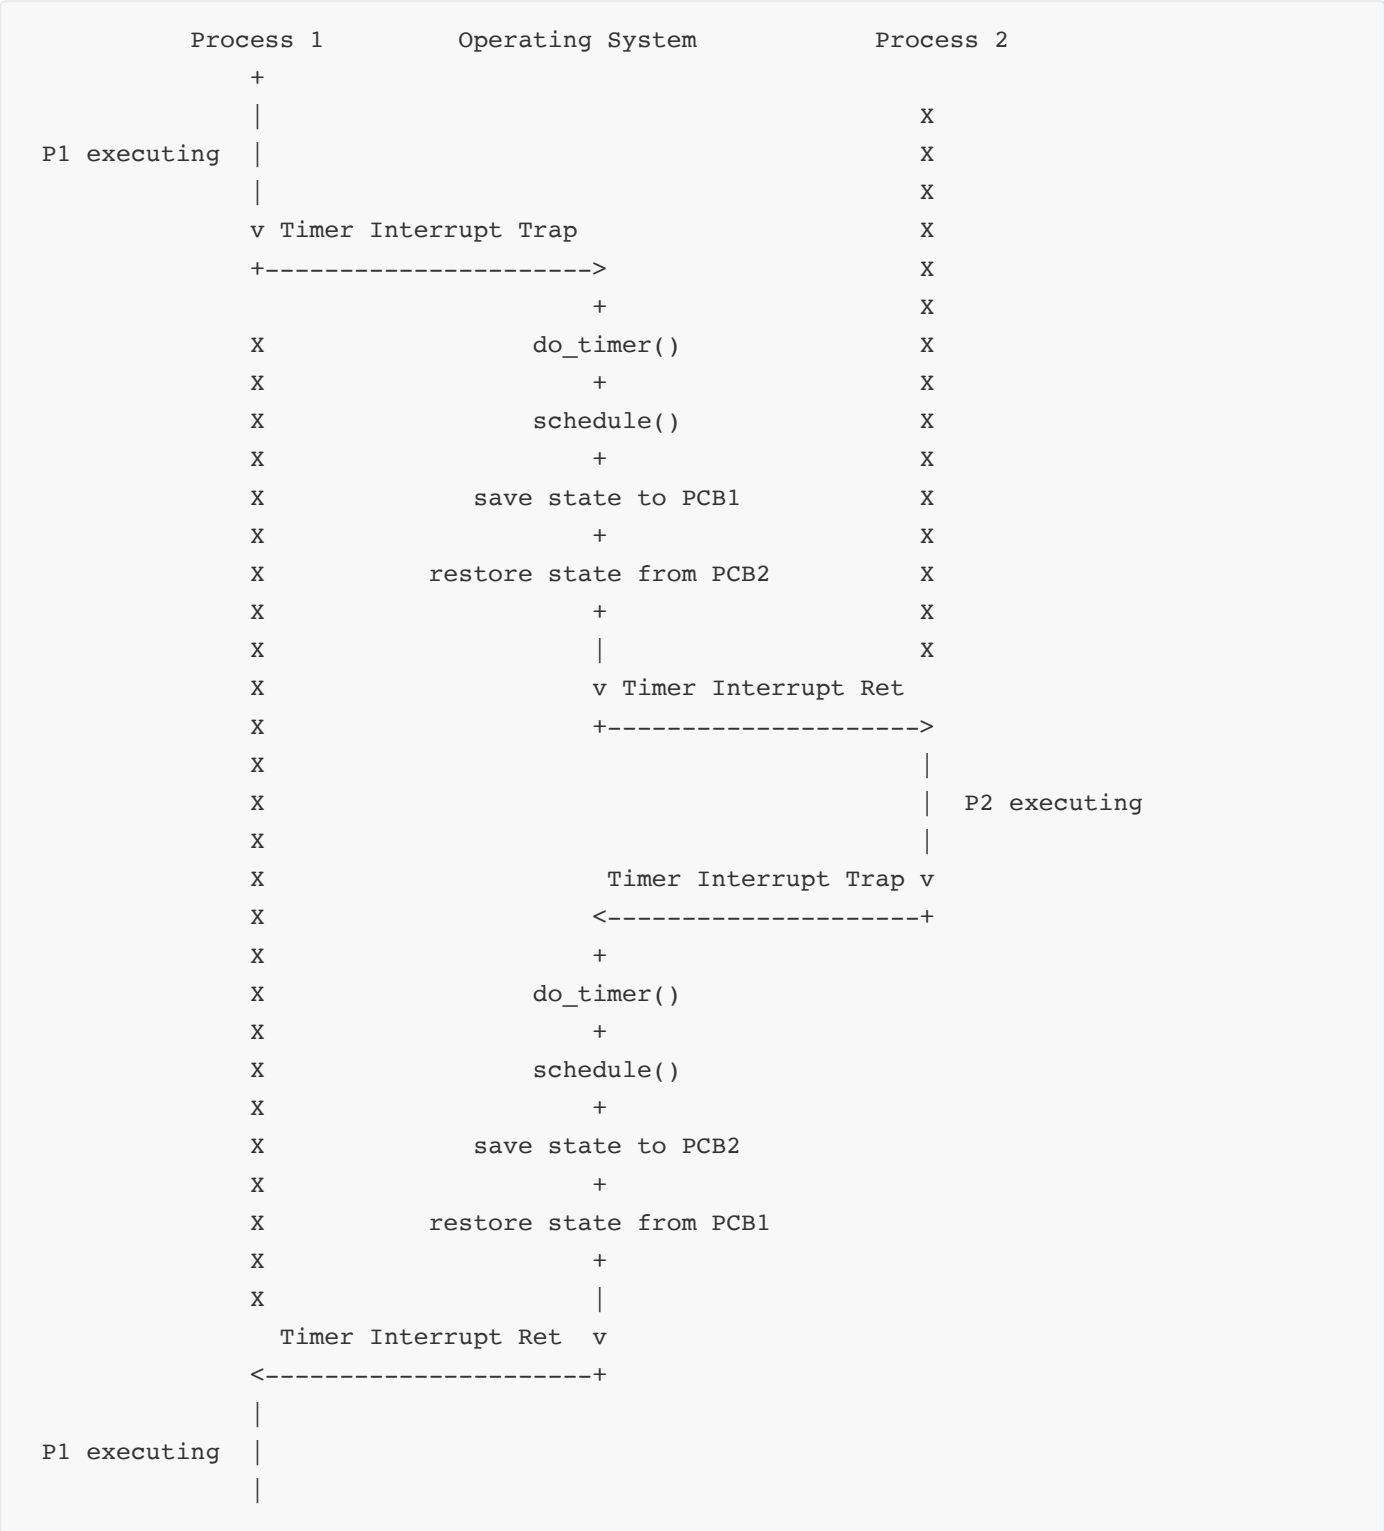 Process 1         Operating System            Process 2
+
|                                            X
P1 executing  |                                            X
|                                            X
v Timer Interrupt Trap                       X
+---------------------->                     X
+                     X
X                  do_timer()                X
X                      +                     X
X                  schedule()                X
X                      +                     X
X              save state to PCB1            X
X                      +                     X
X           restore state from PCB2          X
X                      +                     X
X                      |                     X
X                      v Timer Interrupt Ret
X                      +--------------------->
X                                            |
X                                            |  P2 executing
X                                            |
X                       Timer Interrupt Trap v
X                      <---------------------+
X                      +
X                  do_timer()
X                      +
X                  schedule()
X                      +
X              save state to PCB2
X                      +
X           restore state from PCB1
X                      +
X                      |
Timer Interrupt Ret  v
<----------------------+
|
P1 executing  |
|